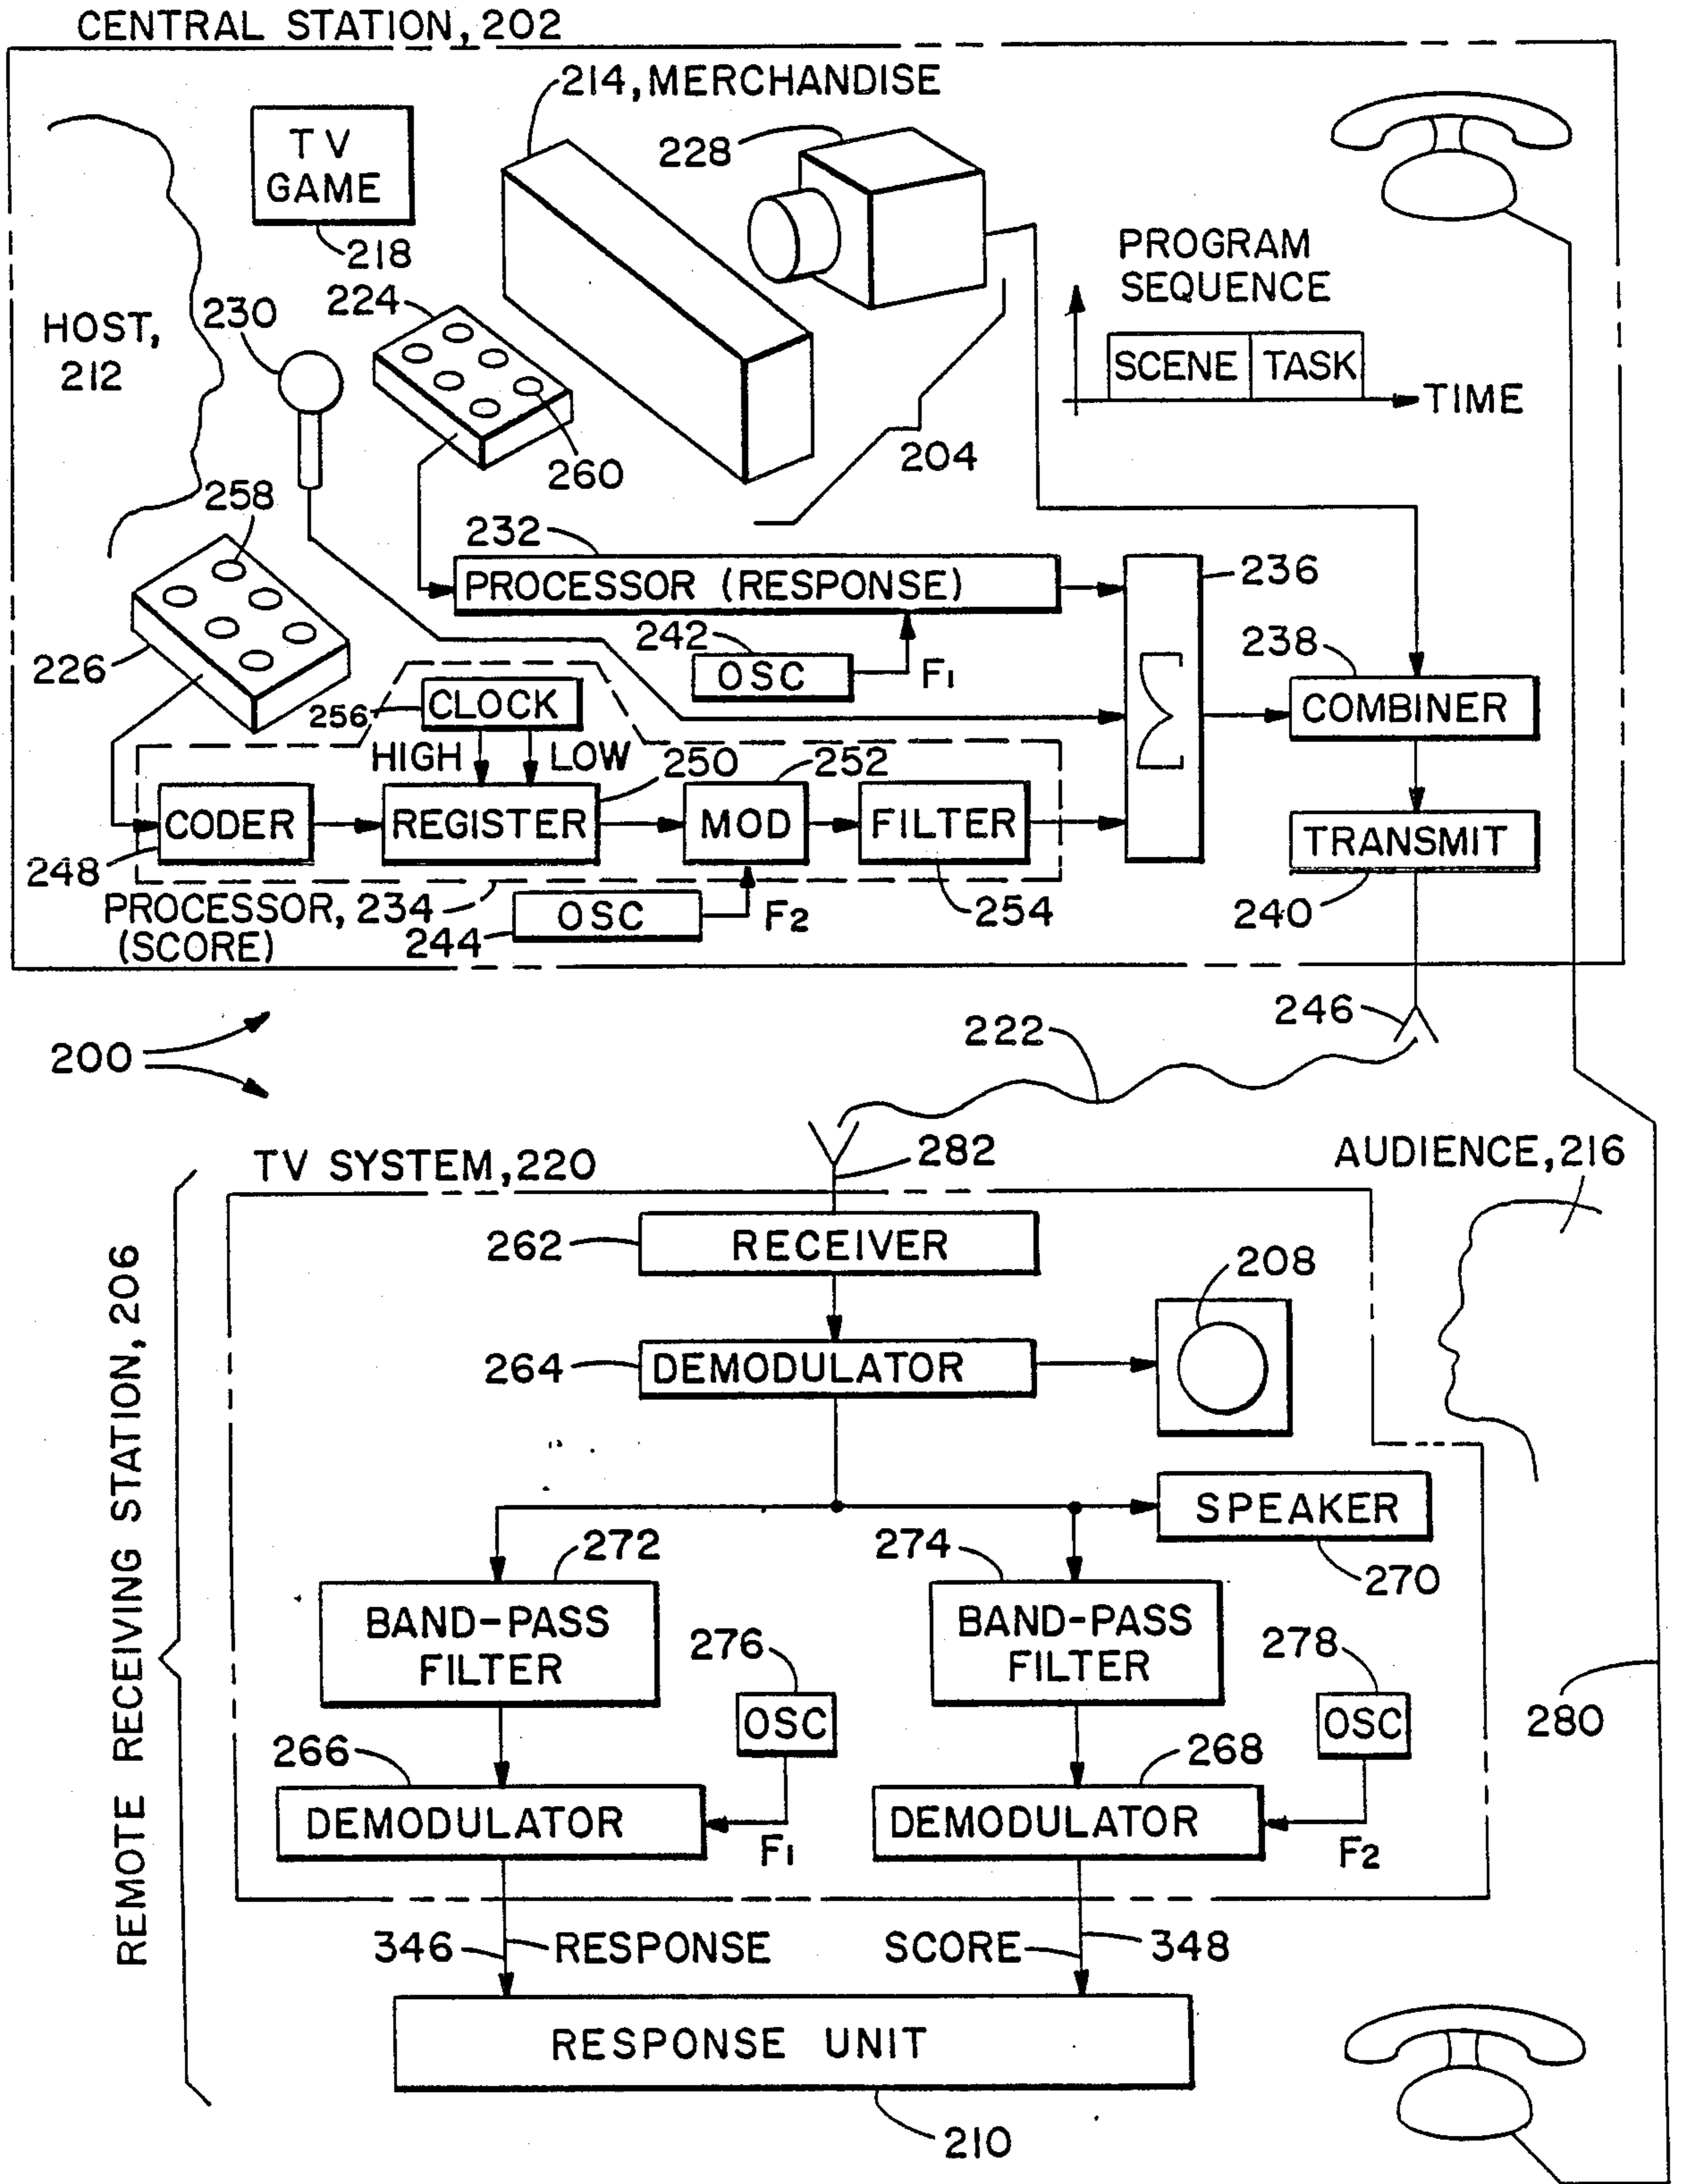 CENTRAL STATION, 202
214, MERCHANDISE
TV
GAME
218
228
PROGRAM
SEQUENCE
SCENE TASK
TIME
HOST,
212
230
224
260
204
258
226
232
PROCESSOR (RESPONSE)
236
242
OSC
F1
238
COMBINER
256
CLOCK
HIGH
LOW
250
252
CODER
REGISTER
MOD
FILTER
TRANSMIT
248
PROCESSOR, 234
(SCORE)
244
OSC
F2
254
240
246
200
222
282
TV SYSTEM, 220
AUDIENCE, 216
REMOTE RECEIVING STATION, 206
262
RECEIVER
208
264
DEMODULATOR
SPEAKER
270
272
274
BAND-PASS
FILTER
BAND-PASS
FILTER
276
OSC
278
OSC
280
266
268
DEMODULATOR
F1
DEMODULATOR
F2
346
RESPONSE
SCORE
348
RESPONSE UNIT
210